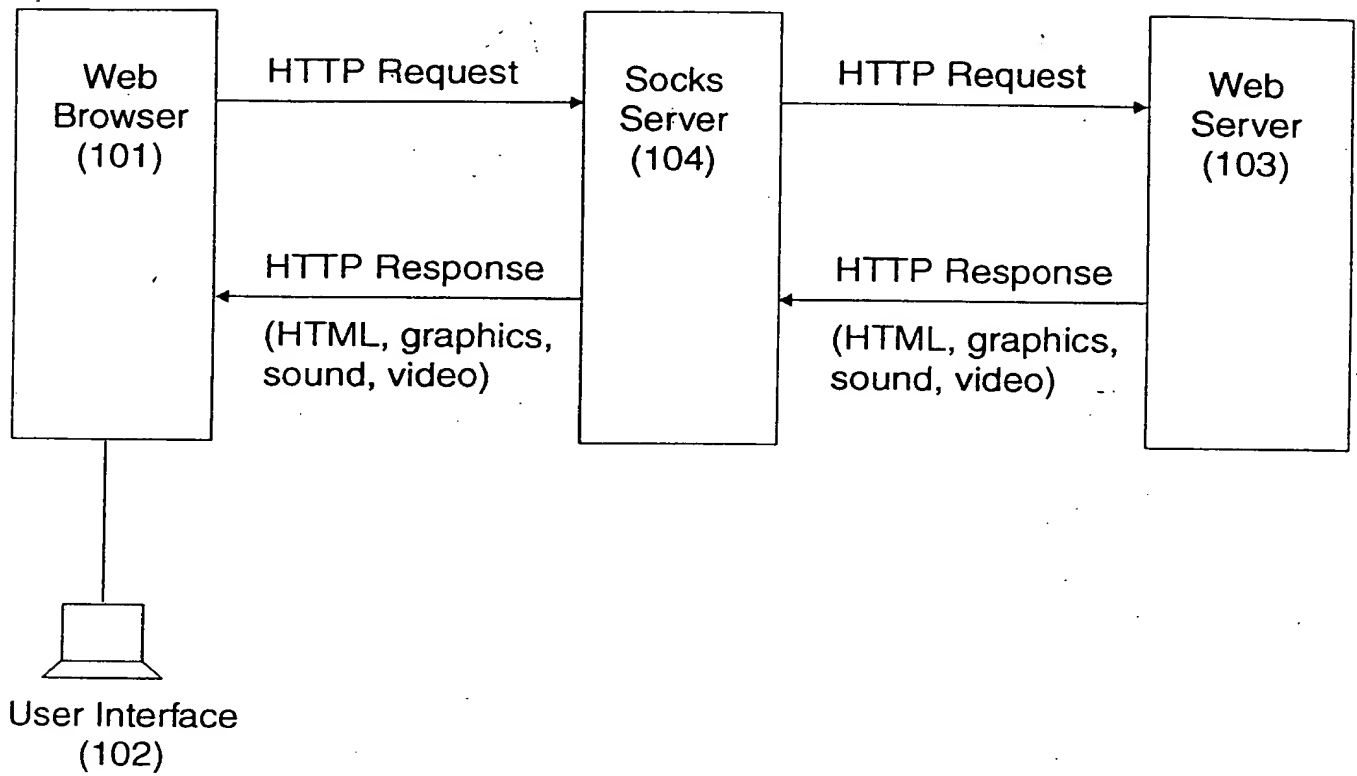 Web
Browser
(101)
HTTP Request
Socks
Server
(104)
HTTP Request
Web
Server
(103)
HTTP Response
(HTML, graphics,
sound, video)
HTTP Response
(HTML, graphics,
sound, video)
User Interface
(102)